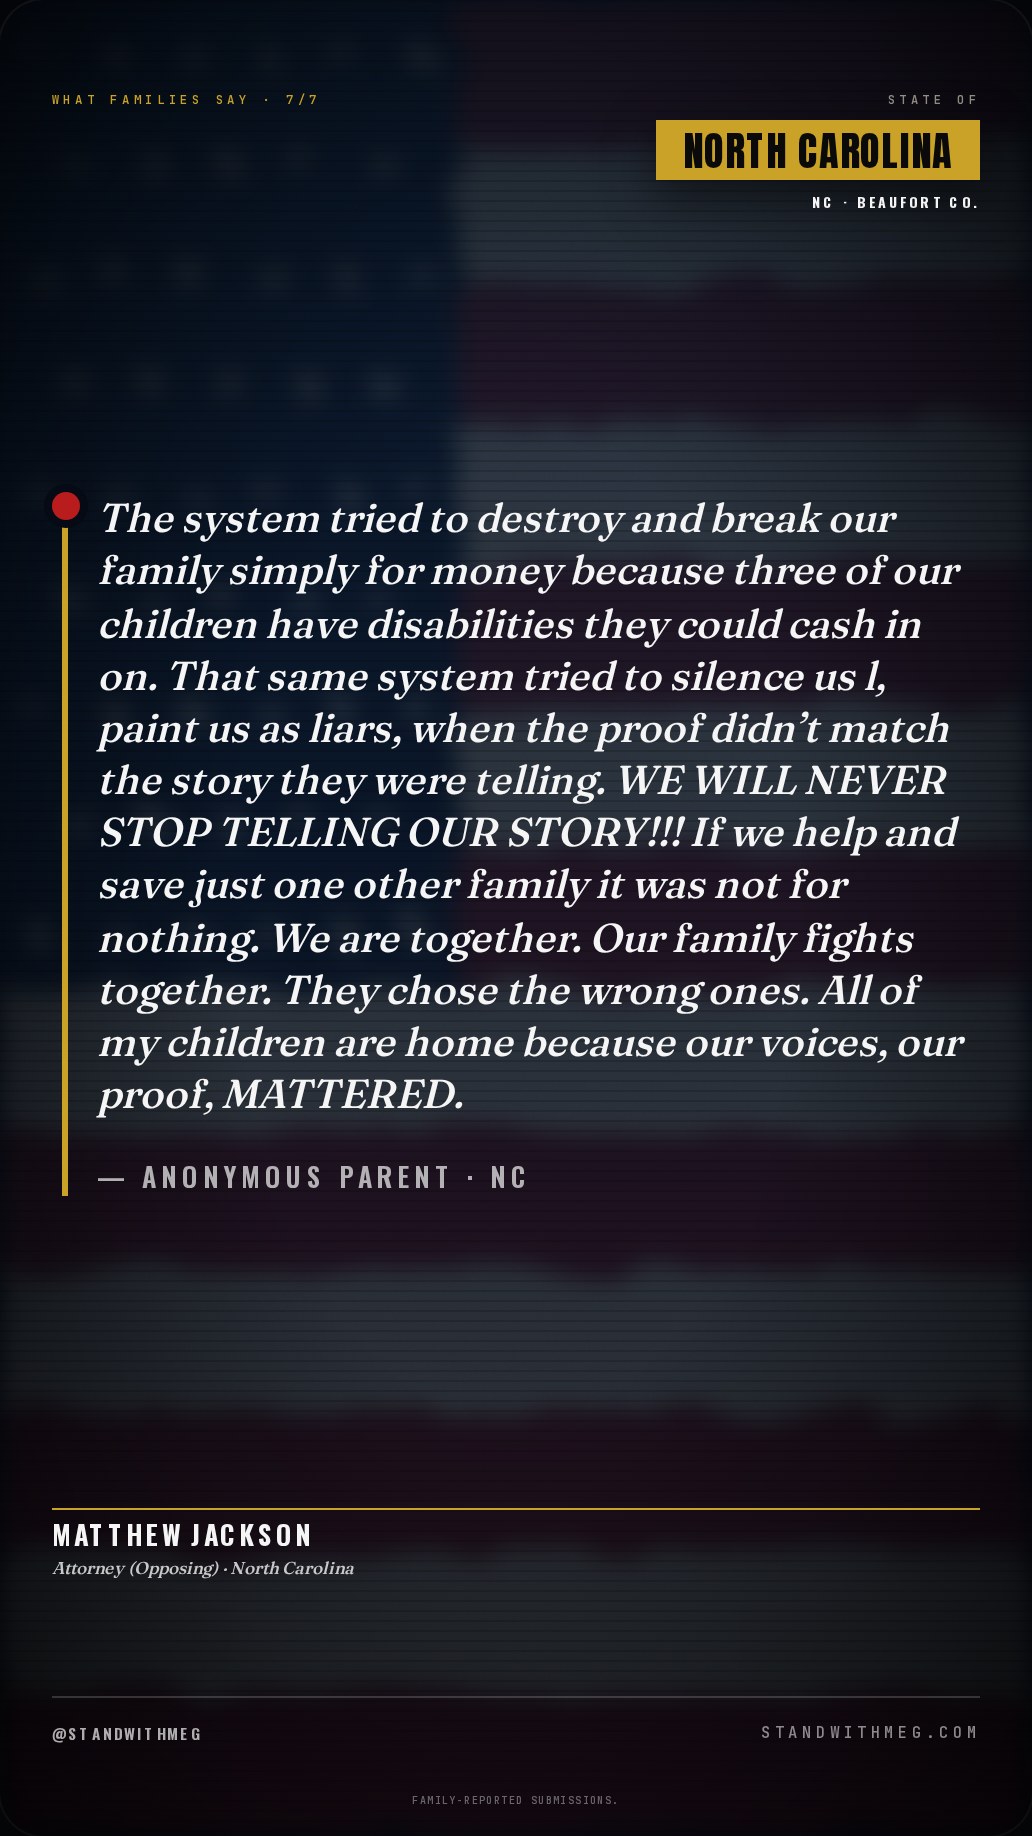 WHAT FAMILIES SAY · 7/7
STATE OF
NORTH CAROLINA
NC · BEAUFORT CO.
The system tried to destroy and break our
family simply for money because three of our
children have disabilities they could cash in
on. That same system tried to silence us l,
paint us as liars, when the proof didn’t match
the story they were telling. WE WILL NEVER
STOP TELLING OUR STORY!!! If we help and
save just one other family it was not for
nothing. We are together. Our family fights
together. They chose the wrong ones. All of
my children are home because our voices, our
proof, MATTERED.
— ANONYMOUS PARENT · NC
MATTHEW JACKSON
Attorney (Opposing) · North Carolina
@STANDWITHMEG
STANDWITHMEG.COM
FAMILY-REPORTED SUBMISSIONS.